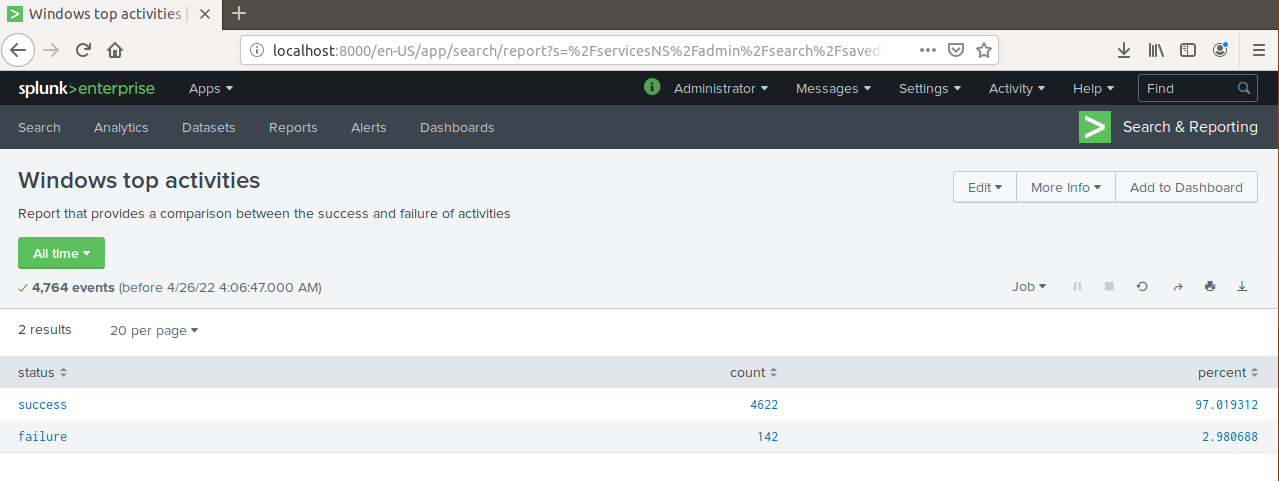 Windows top activities |
localhost:8000/en-US/app/search/report?s=%2FservicesNS%2Fadmin%2Fsearch%2Fsaved
splunk>enterprise Apps Administrator Messages Settings Activity Help Find
Search Analytics Datasets Reports Alerts Dashboards Search & Reporting
Windows top activities
Edit More Info Add to Dashboard
Report that provides a comparison between the success and failure of activities
All time
4,764 events (before 4/26/22 4:06:47.000 AM) Job
2 results 20 per page
status count percent
success 4622 97.019312
failure 142 2.980688